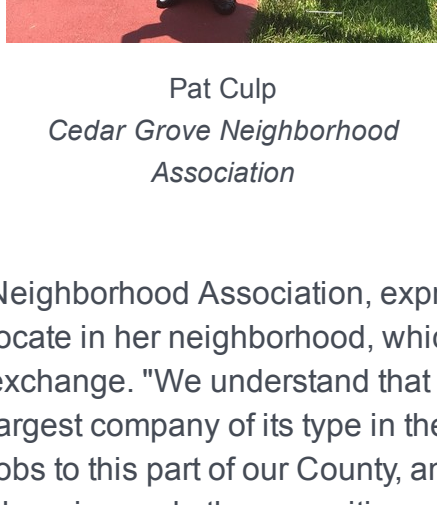 Pat Culp
Cedar Grove Neighborhood
Association
Neighborhood Association, expr
ocate in her neighborhood, whic
exchange. "We understand that
argest company of its type in the
obs to this part of our County, an